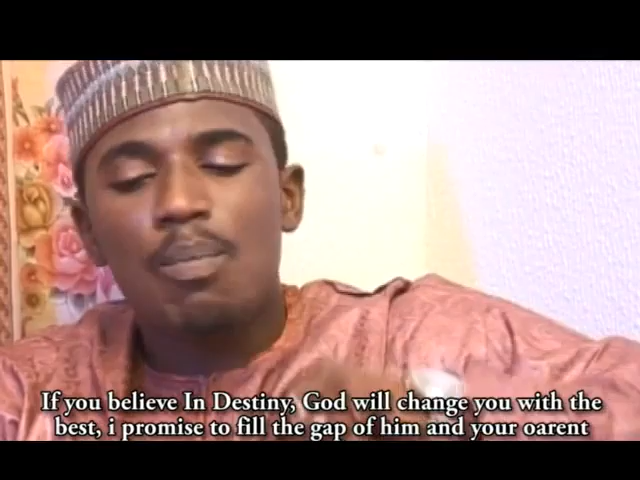 If you believe In Destiny, God will change you with the
best, i promise to fill the gap of him and your oarent